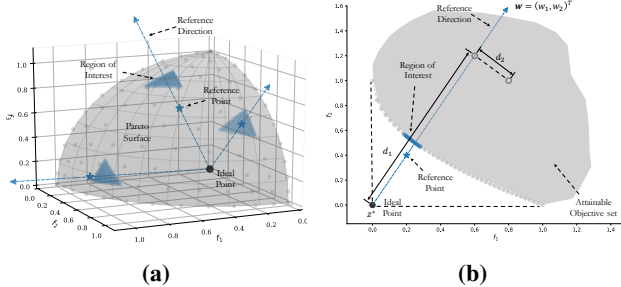 Reference
Direction
Region of
Interest
Reference
Point
Pareto
Surface
Ideal
Point
1.0
0.8
0.6
0.4
0.2
0.0
0.0
0.2
0.4
0.6
0.8
1.0
f₂
1.0
0.8
0.6
0.4
0.2
0.0
f₁
(a)
w = (w₁, w₂)ᵀ
Reference
Direction
d₂
Region of
Interest
d₁
Reference
Point
Ideal
Point
z*
Attainable
Objective set
1.6
1.4
1.2
1.0
0.8
0.6
0.4
0.2
0.0
f₂
0.0
0.2
0.4
0.6
0.8
1.0
1.2
1.4
f₁
(b)